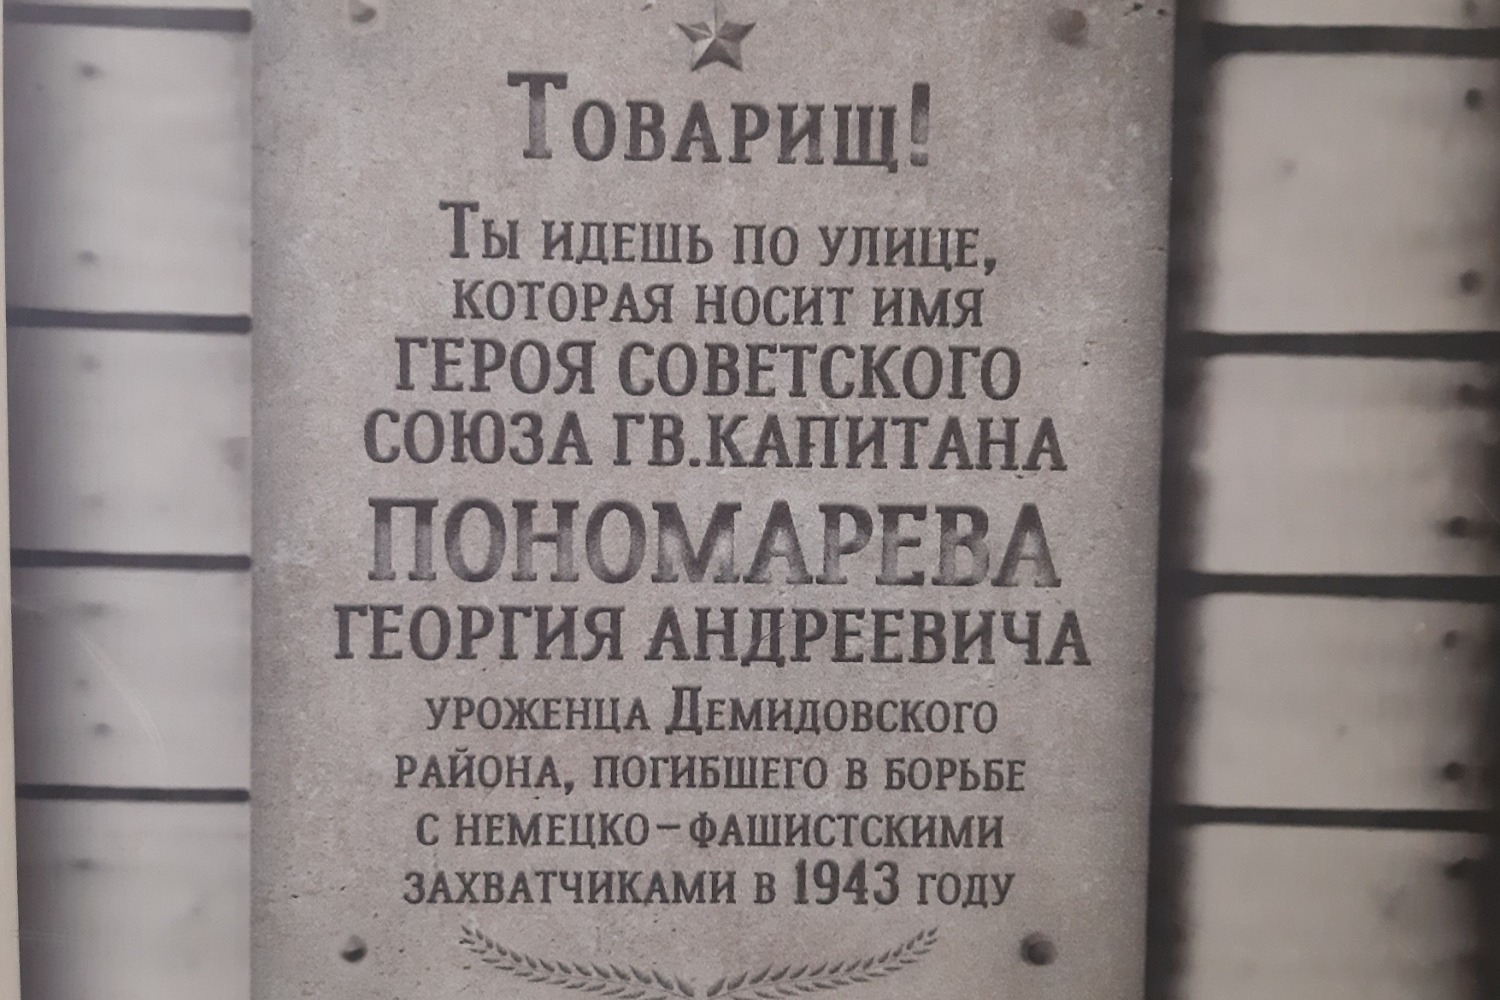 Товарищ!
Ты идешь по улице,
которая носит имя
ГЕРОЯ СОВЕТСКОГО
СОЮЗА ГВ.КАПИТАНА
ПОНОМАРЕВА
ГЕОРГИЯ АНДРЕЕВИЧА
уроженца Демидовского
района, погибшего в борьбе
с немецко-фашистскими
захватчиками в 1943 году